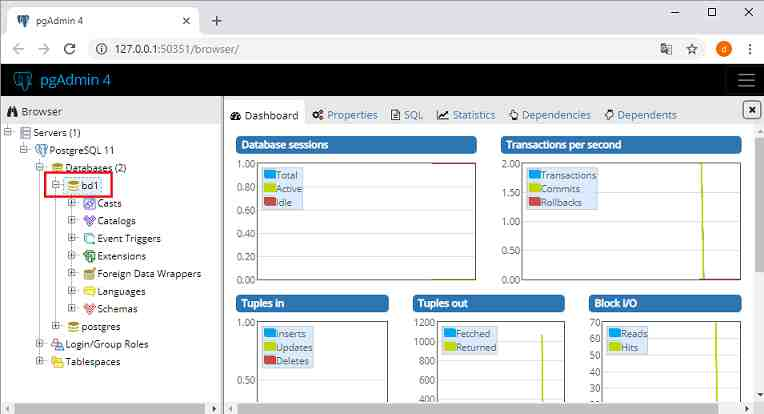 pgAdmin 4
127.0.0.1:50351/browser/
d
pgAdmin 4
Browser
Servers (1)
PostgreSQL 11
Databases (2)
bd1
Casts
Catalogs
Event Triggers
Extensions
Foreign Data Wrappers
Languages
Schemas
postgres
Login/Group Roles
Tablespaces
Dashboard Properties SQL Statistics Dependencies Dependents
Database sessions
1.00
0.80
0.60
0.40
0.20
0.00
Total
Active
Idle
Transactions per second
2.00
1.50
1.00
0.50
0.00
Transactions
Commits
Rollbacks
Tuples in
1.00
0.50
Inserts
Updates
Deletes
Tuples out
1200
1000
800
600
400
Fetched
Returned
Block I/O
70
60
50
40
30
20
10
0
Reads
Hits